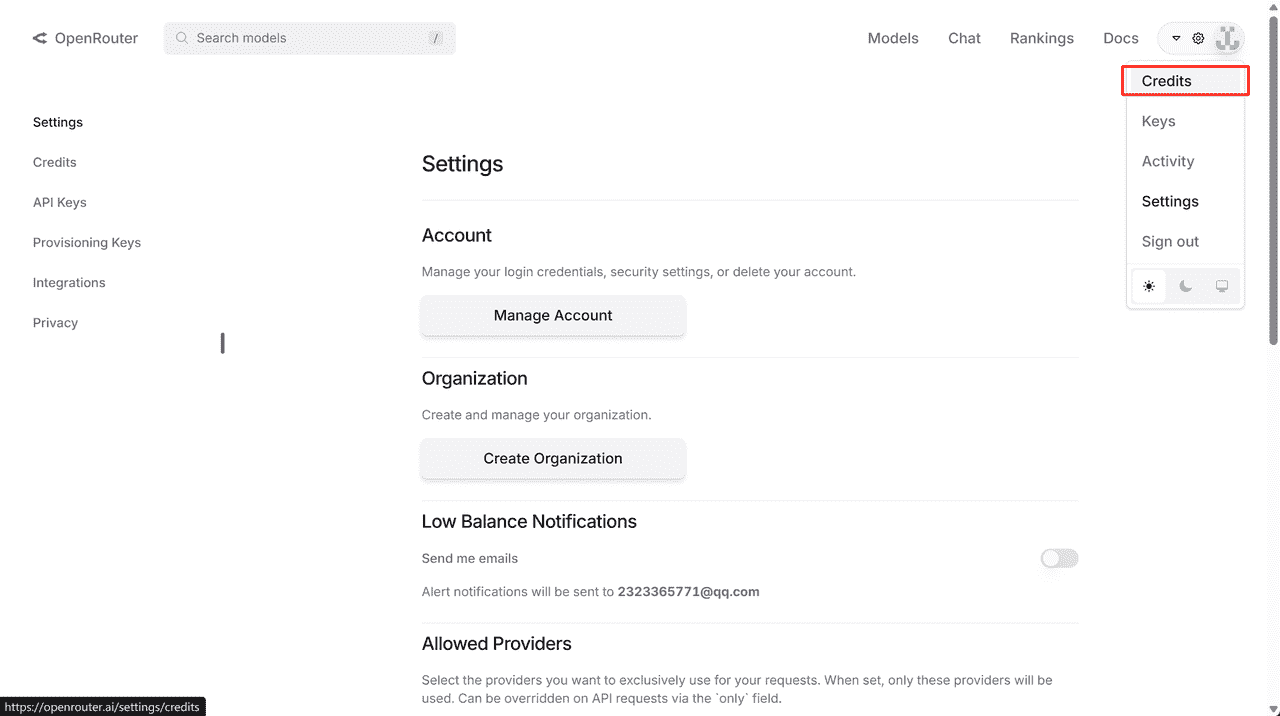 OpenRouter
Search models
/
Models
Chat
Rankings
Docs
Credits
Keys
Activity
Settings
Sign out
Settings
Credits
API Keys
Provisioning Keys
Integrations
Privacy
Settings
Account
Manage your login credentials, security settings, or delete your account.
Manage Account
Organization
Create and manage your organization.
Create Organization
Low Balance Notifications
Send me emails
Alert notifications will be sent to 2323365771@qq.com
Allowed Providers
Select the providers you want to exclusively use for your requests. When set, only these providers will be
used. Can be overridden on API requests via the `only` field.
https://openrouter.ai/settings/credits